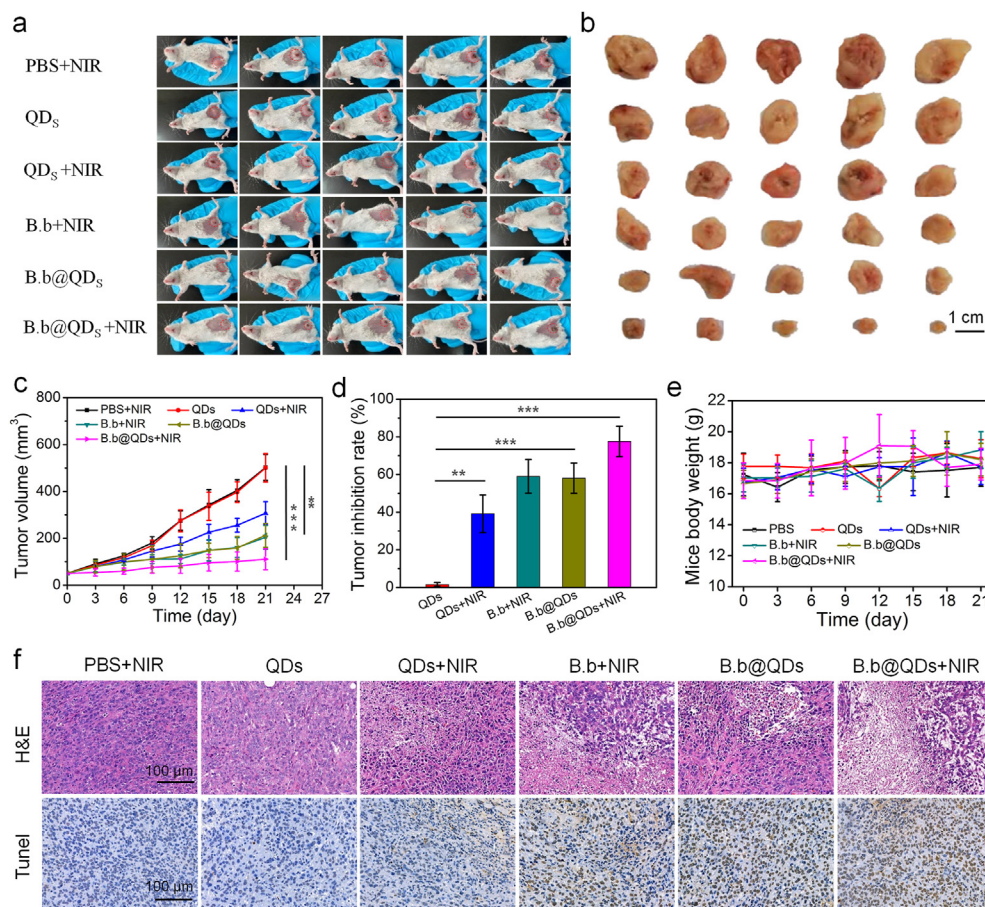 a
PBS+NIR
QDS
QDS+NIR
B.b+NIR
B.b@QDS
B.b@QDS+NIR
b
1 cm
c
Tumor volume (mm³)
800
600
400
200
0
PBS+NIR QDs QDs+NIR
B.b+NIR B.b@QDs
B.b@QDs+NIR
***
**
0 3 6 9 12 15 18 21 24 27
Time (day)
d
Tumor inhibition rate (%)
100
80
60
40
20
0
***
***
**
QDs
QDs+NIR
B.b+NIR
B.b@QDs
B.b@QDs+NIR
e
Mice body weight (g)
22
20
18
16
14
12
10
PBS QDs QDs+NIR
B.b+NIR B.b@QDs
B.b@QDs+NIR
0 3 6 9 12 15 18 21
Time (day)
f
PBS+NIR QDs QDs+NIR B.b+NIR B.b@QDs B.b@QDs+NIR
H&E
100 μm
Tunel
100 μm